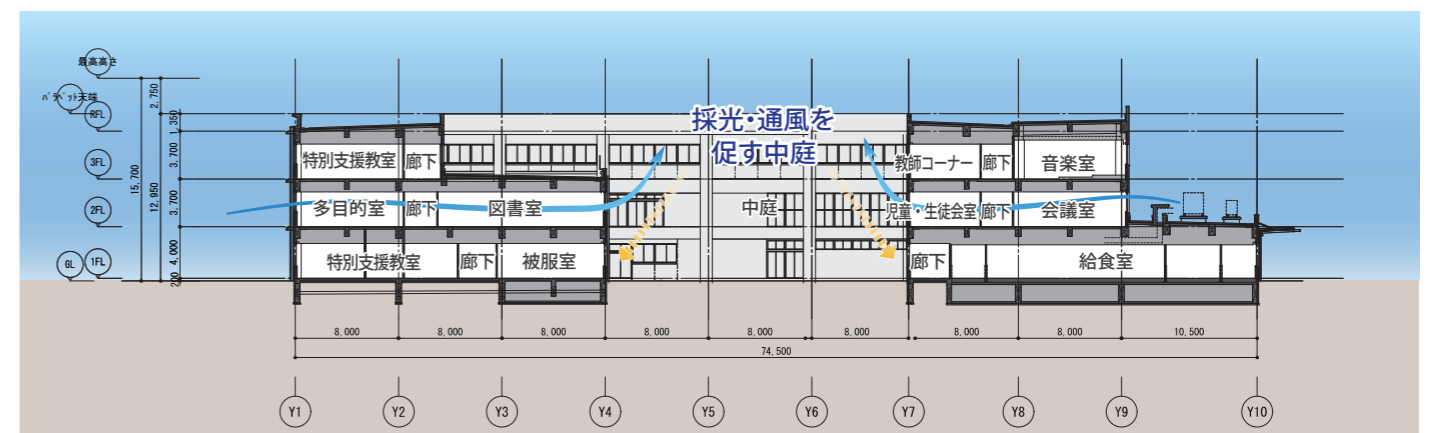 採光・通風を
促す中庭
最高高さ
パラペット天端
RFL
3FL
2FL
1FL
GL
2,750
1,350
3,700
3,700
4,000
200
12,950
15,700
特別支援教室
廊下
教師コーナー
廊下
音楽室
多目的室
廊下
図書室
中庭
児童・生徒会室
廊下
会議室
特別支援教室
廊下
被服室
廊下
給食室
8,000
8,000
8,000
8,000
8,000
8,000
8,000
8,000
10,500
74,500
Y1
Y2
Y3
Y4
Y5
Y6
Y7
Y8
Y9
Y10